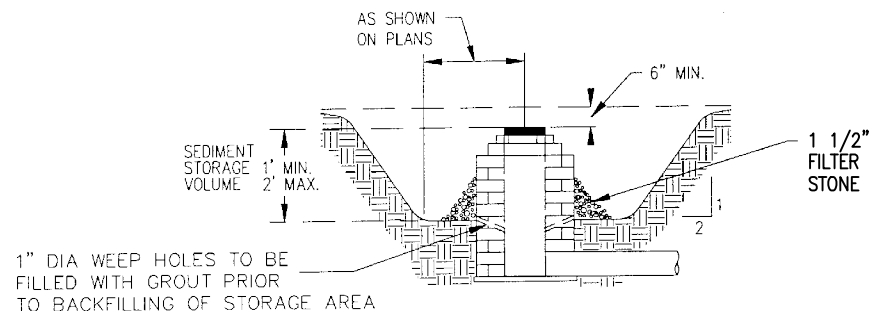 AS SHOWN
ON PLANS
6" MIN.
SEDIMENT
STORAGE 1' MIN.
VOLUME 2' MAX.
1 1/2"
FILTER
STONE
1
2
1" DIA WEEP HOLES TO BE
FILLED WITH GROUT PRIOR
TO BACKFILLING OF STORAGE AREA